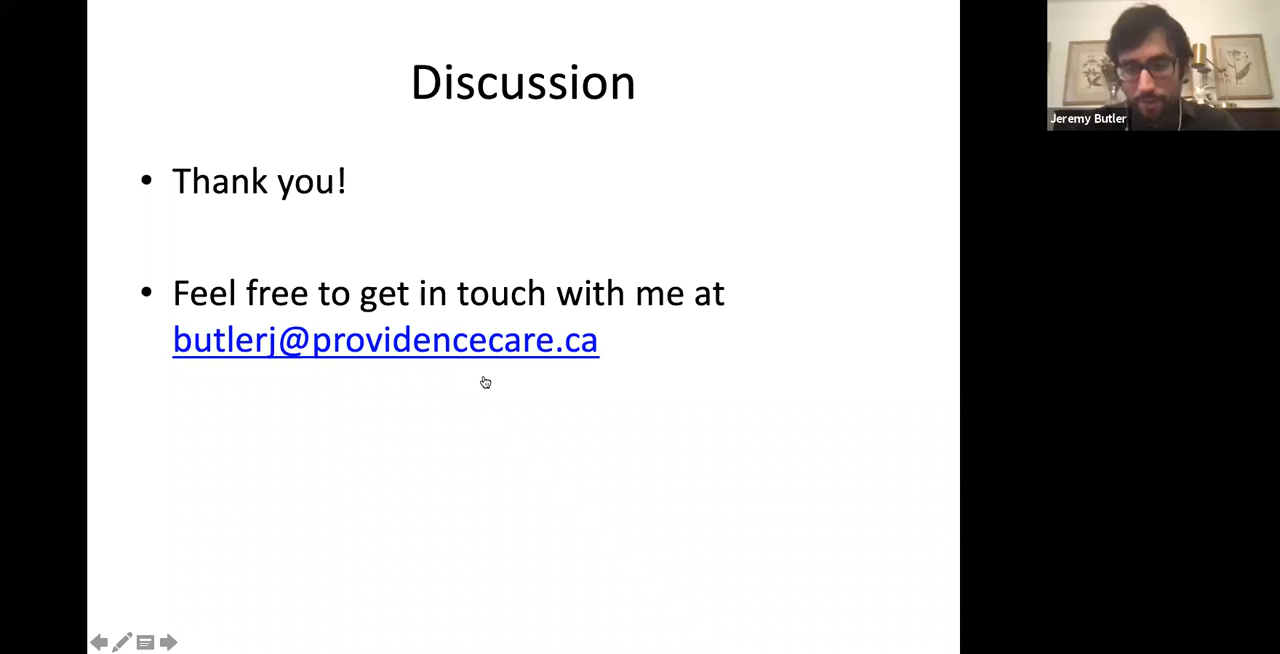 Discussion
• Thank you!
• Feel free to get in touch with me at
butlerj@providencecare.ca
Jeremy Butler